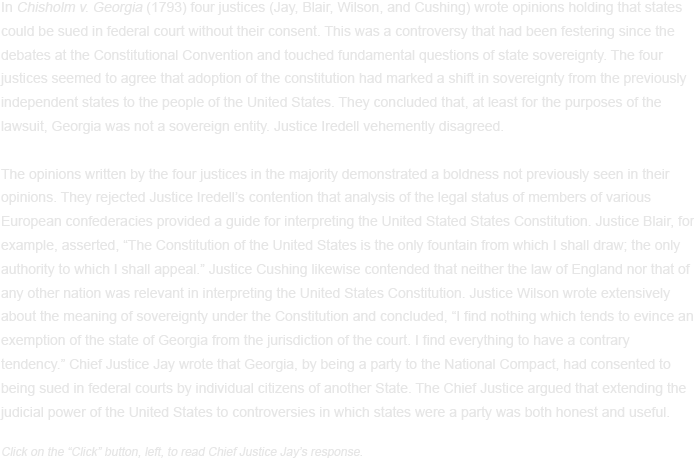 In Chisholm v. Georgia (1793) four justices (Jay, Blair, Wilson, and Cushing) wrote opinions holding that states
could be sued in federal court without their consent. This was a controversy that had been festering since the
debates at the Constitutional Convention and touched fundamental questions of state sovereignty. The four
justices seemed to agree that adoption of the constitution had marked a shift in sovereignty from the previously
independent states to the people of the United States. They concluded that, at least for the purposes of the
lawsuit, Georgia was not a sovereign entity. Justice Iredell vehemently disagreed.

The opinions written by the four justices in the majority demonstrated a boldness not previously seen in their
opinions. They rejected Justice Iredell's contention that analysis of the legal status of members of various
European confederacies provided a guide for interpreting the United Stated States Constitution. Justice Blair, for
example, asserted, “The Constitution of the United States is the only fountain from which I shall draw; the only
authority to which I shall appeal.” Justice Cushing likewise contended that neither the law of England nor that of
any other nation was relevant in interpreting the United States Constitution. Justice Wilson wrote extensively
about the meaning of sovereignty under the Constitution and concluded, “I find nothing which tends to evince an
exemption of the state of Georgia from the jurisdiction of the court. I find everything to have a contrary
tendency.” Chief Justice Jay wrote that Georgia, by being a party to the National Compact, had consented to
being sued in federal courts by individual citizens of another State. The Chief Justice argued that extending the
judicial power of the United States to controversies in which states were a party was both honest and useful.

Click on the "Click" button, left, to read Chief Justice Jay's response.